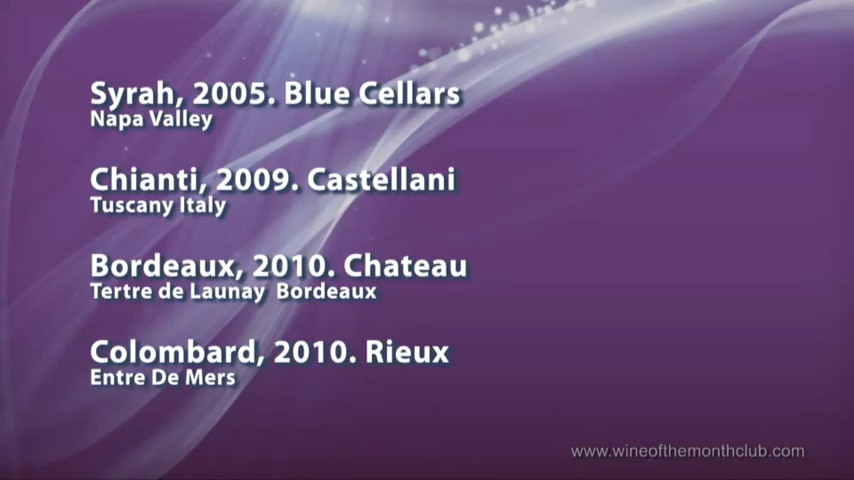 Syrah, 2005. Blue Cellars
Napa Valley
Chianti, 2009. Castellani
Tuscany Italy
Bordeaux, 2010. Chateau
Tertre de Launay Bordeaux
Colombard, 2010. Rieux
Entre De Mers
www.wineofthemonthclub.com